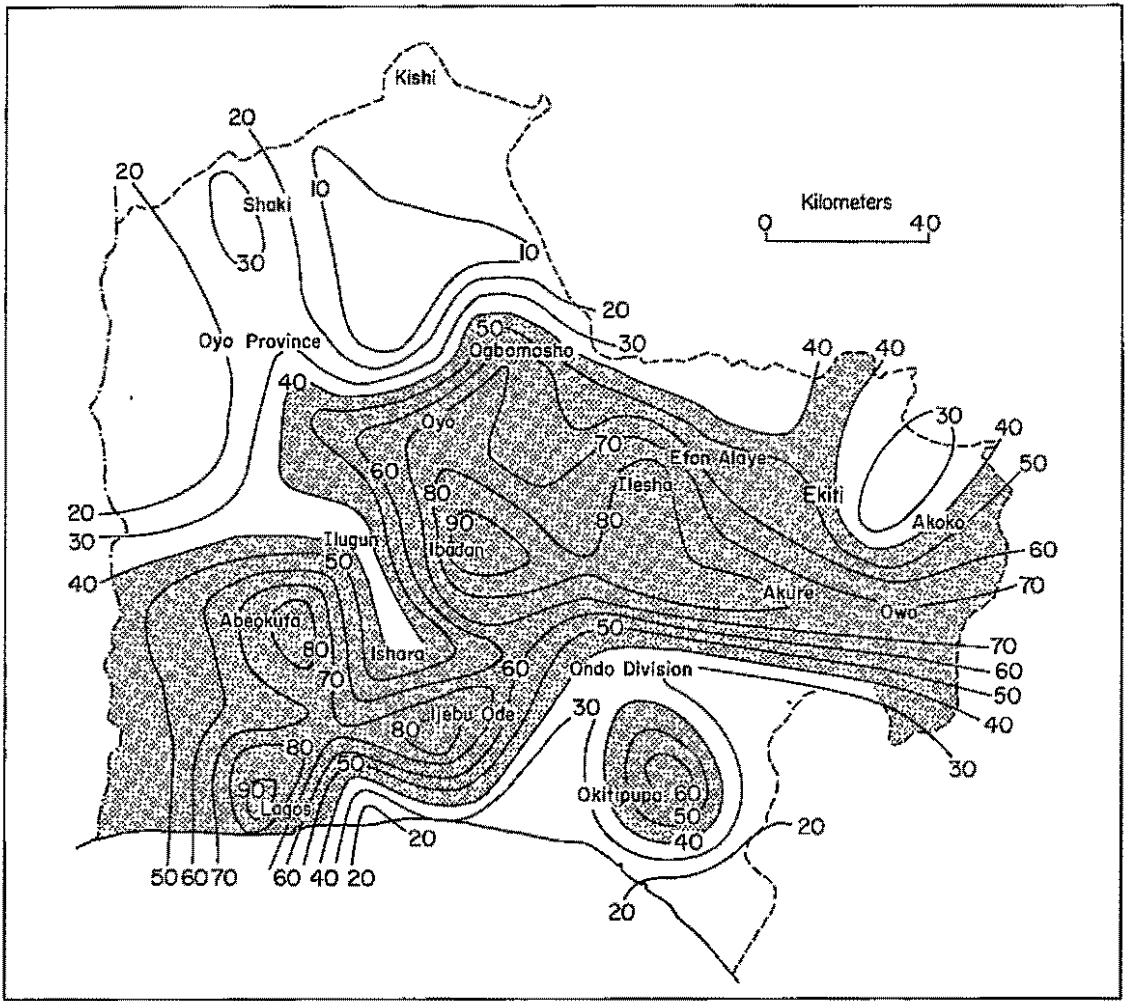 Kishi
20
20
10
Shaki
Kilometers
0 40
30
10
20
Oyo Province
50
30
Ogbomosho
40 40
40
30
Oyo
40
70
Efon Alaye
50
60
Ilesha
80
Ekiti
90
80
Akoko
20
30
Ilugun
Ibadan
60
50
40
Akure
70
Abeokuta
Owo
50
80
Ishara
70
60
Ondo Division
60
70
50
Ijebu Ode
30
40
80
80
50
30
90
Lagos
Okitipupa
60
50
20
20
40
50 60 70 60 40 20
20